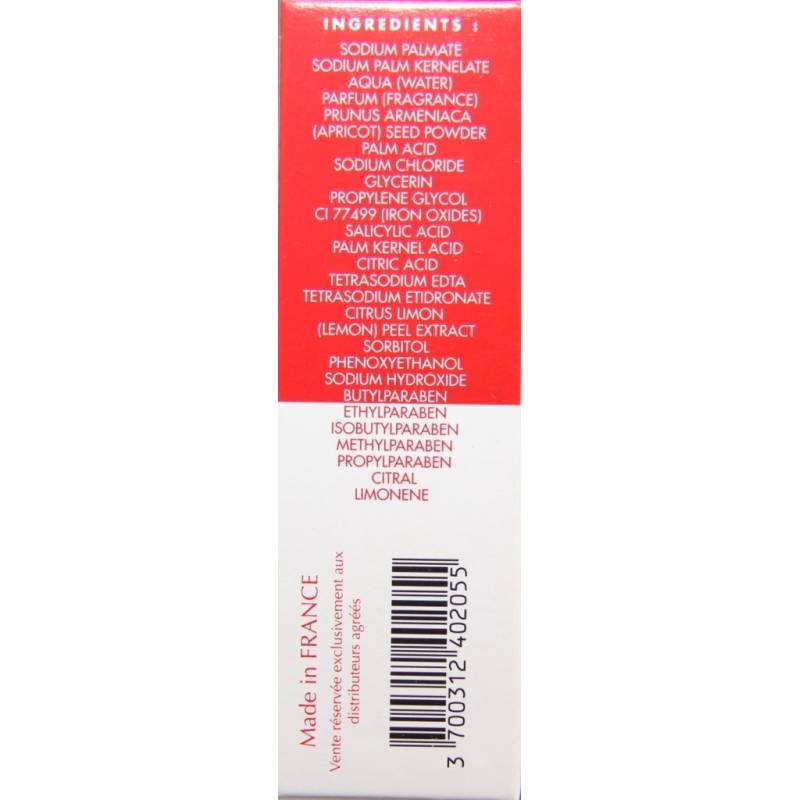 INGREDIENTS :
SODIUM PALMATE
SODIUM PALM KERNELATE
AQUA (WATER)
PARFUM (FRAGRANCE)
PRUNUS ARMENIACA
(APRICOT) SEED POWDER
PALM ACID
SODIUM CHLORIDE
GLYCERIN
PROPYLENE GLYCOL
CI 77499 (IRON OXIDES)
SALICYLIC ACID
PALM KERNEL ACID
CITRIC ACID
TETRASODIUM EDTA
TETRASODIUM ETIDRONATE
CITRUS LIMON
(LEMON) PEEL EXTRACT
SORBITOL
PHENOXYETHANOL
SODIUM HYDROXIDE
BUTYLPARABEN
ETHYLPARABEN
ISOBUTYLPARABEN
METHYLPARABEN
PROPYLPARABEN
CITRAL
LIMONENE
Made in FRANCE
Vente réservée exclusivement aux
distributeurs agréés
3 700312 402055